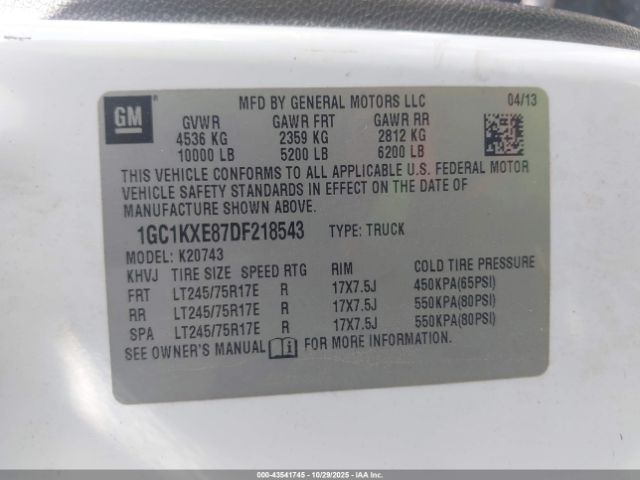 GM
MFD BY GENERAL MOTORS LLC 04/13
GVWR GAWR FRT GAWR RR
4536 KG 2359 KG 2812 KG
10000 LB 5200 LB 6200 LB
THIS VEHICLE CONFORMS TO ALL APPLICABLE U.S. FEDERAL MOTOR
VEHICLE SAFETY STANDARDS IN EFFECT ON THE DATE OF
MANUFACTURE SHOWN ABOVE.
1GC1KXE87DF218543 TYPE: TRUCK
MODEL: K20743
KHVJ TIRE SIZE SPEED RTG RIM COLD TIRE PRESSURE
FRT LT245/75R17E R 17X7.5J 450KPA(65PSI)
RR LT245/75R17E R 17X7.5J 550KPA(80PSI)
SPA LT245/75R17E R 17X7.5J 550KPA(80PSI)
SEE OWNER'S MANUAL FOR MORE INFORMATION.
000-43541745 - 10/29/2025 - COPYRIGHT IAA, LLC.